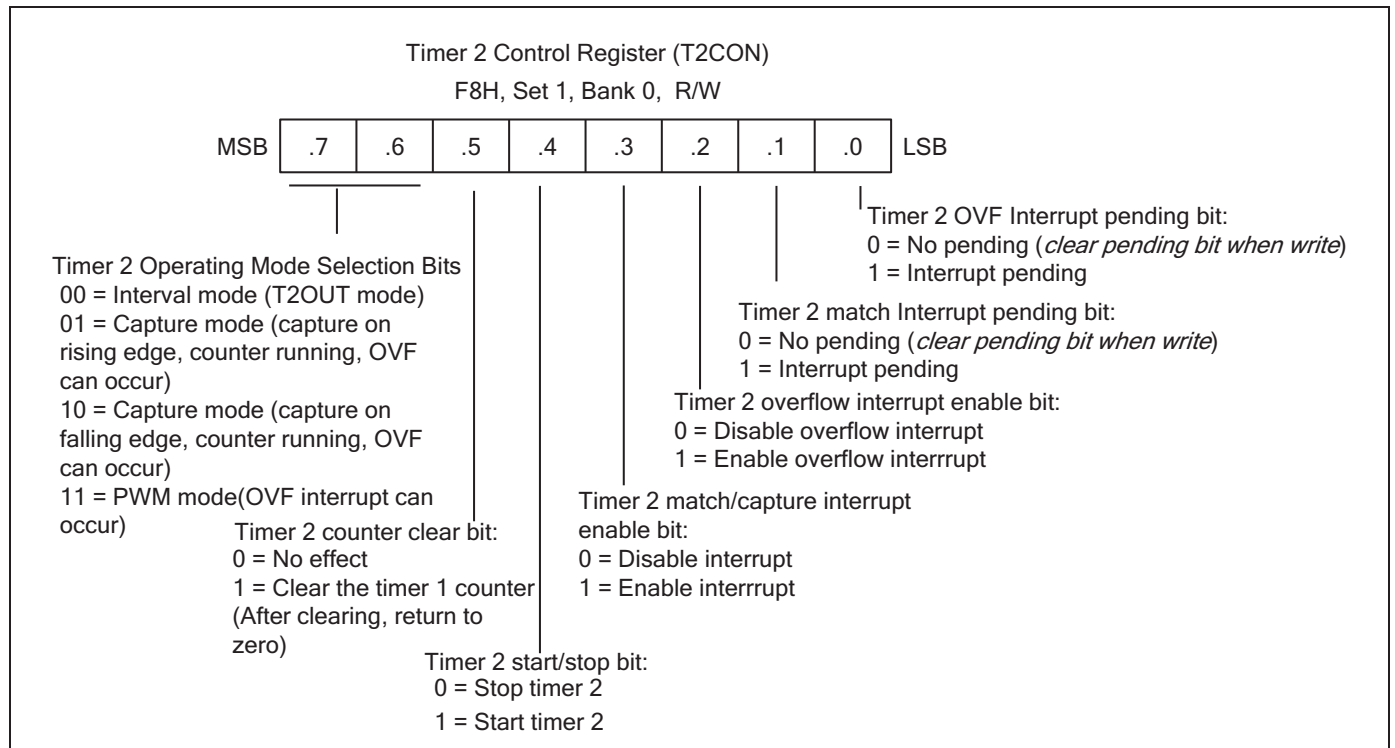 Timer 2 Control Register (T2CON)
F8H, Set 1, Bank 0, R/W
MSB .7 .6 .5 .4 .3 .2 .1 .0 LSB
Timer 2 OVF Interrupt pending bit:
0 = No pending (clear pending bit when write)
1 = Interrupt pending
Timer 2 Operating Mode Selection Bits
00 = Interval mode (T2OUT mode)
01 = Capture mode (capture on
rising edge, counter running, OVF
can occur)
10 = Capture mode (capture on
falling edge, counter running, OVF
can occur)
11 = PWM mode(OVF interrupt can
occur)
Timer 2 match Interrupt pending bit:
0 = No pending (clear pending bit when write)
1 = Interrupt pending
Timer 2 overflow interrupt enable bit:
0 = Disable overflow interrupt
1 = Enable overflow interrrupt
Timer 2 match/capture interrupt
enable bit:
0 = Disable interrupt
1 = Enable interrrupt
Timer 2 counter clear bit:
0 = No effect
1 = Clear the timer 1 counter
(After clearing, return to
zero)
Timer 2 start/stop bit:
0 = Stop timer 2
1 = Start timer 2